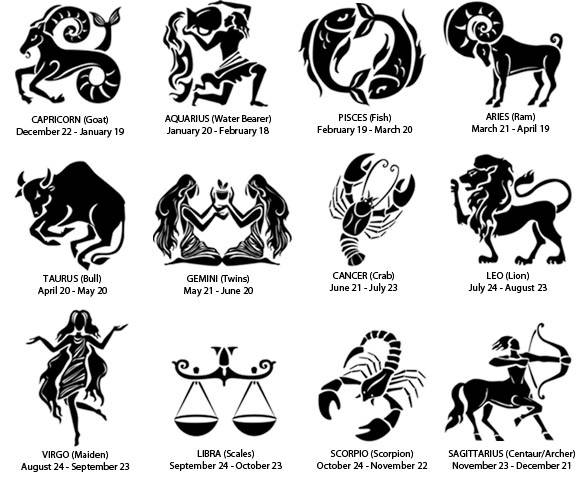 CAPRICORN (Goat)
December 22 - January 19
AQUARIUS (Water Bearer)
January 20 - February 18
PISCES (Fish)
February 19 - March 20
ARIES (Ram)
March 21 - April 19
TAURUS (Bull)
April 20 - May 20
GEMINI (Twins)
May 21 - June 20
CANCER (Crab)
June 21 - July 23
LEO (Lion)
July 24 - August 23
VIRGO (Maiden)
August 24 - September 23
LIBRA (Scales)
September 24 - October 23
SCORPIO (Scorpion)
October 24 - November 22
SAGITTARIUS (Centaur/Archer)
November 23 - December 21